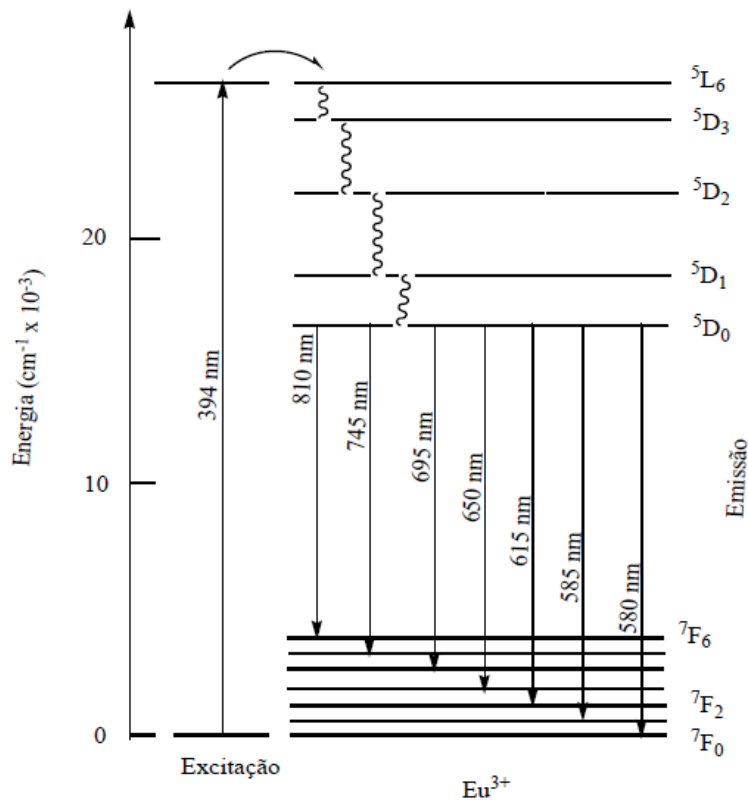 ⁵L₆
⁵D₃
⁵D₂
20
⁵D₁
⁵D₀
Energia (cm⁻¹ x 10⁻³)
394 nm
810 nm
745 nm
695 nm
650 nm
615 nm
585 nm
580 nm
Emissão
10
⁷F₆
⁷F₂
0
⁷F₀
Excitação
Eu³⁺